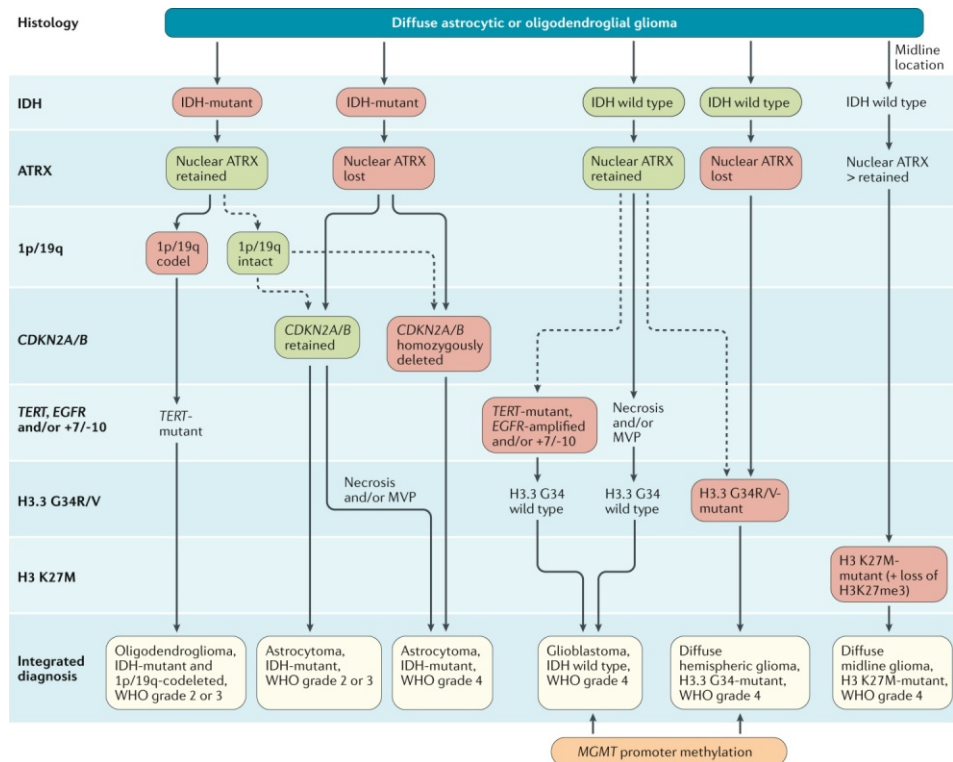 Histology
Diffuse astrocytic or oligodendroglial glioma
Midline
location
IDH
IDH-mutant
IDH-mutant
IDH wild type
IDH wild type
IDH wild type
ATRX
Nuclear ATRX
retained
Nuclear ATRX
lost
Nuclear ATRX
retained
Nuclear ATRX
lost
Nuclear ATRX
> retained
1p/19q
1p/19q
codel
1p/19q
intact
CDKN2A/B
CDKN2A/B
retained
CDKN2A/B
homozygously
deleted
TERT, EGFR
and/or +7/-10
TERT-
mutant
TERT-mutant,
EGFR-amplified
and/or +7/-10
Necrosis
and/or
MVP
H3.3 G34R/V
Necrosis
and/or MVP
H3.3 G34
wild type
H3.3 G34
wild type
H3.3 G34R/V-
mutant
H3 K27M
H3 K27M-
mutant (+ loss of
H3K27me3)
Integrated
diagnosis
Oligodendroglioma,
IDH-mutant and
1p/19q-codeleted,
WHO grade 2 or 3
Astrocytoma,
IDH-mutant,
WHO grade 2 or 3
Astrocytoma,
IDH-mutant,
WHO grade 4
Glioblastoma,
IDH wild type,
WHO grade 4
Diffuse
hemispheric glioma,
H3.3 G34-mutant,
WHO grade 4
Diffuse
midline glioma,
H3 K27M-mutant,
WHO grade 4
MGMT promoter methylation